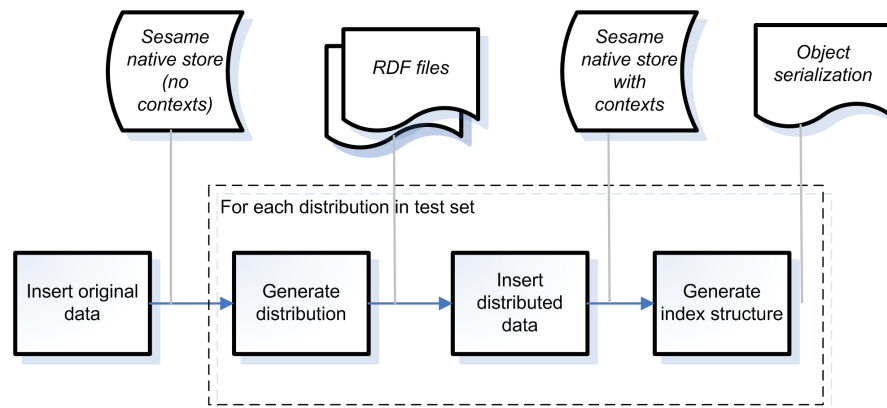 Sesame
native store
(no
contexts)
RDF files
Sesame
native store
with
contexts
Object
serialization
For each distribution in test set
Insert original
data
Generate
distribution
Insert
distributed
data
Generate
index structure